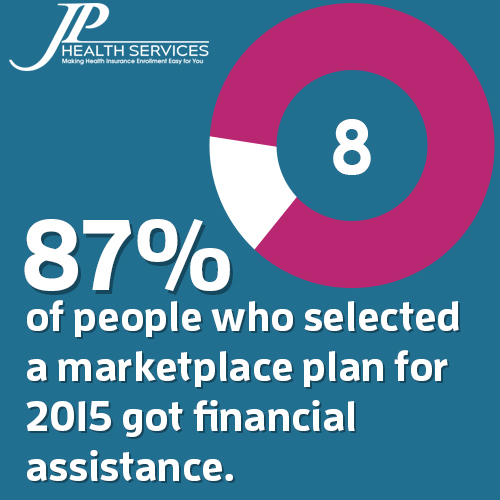 JP
HEALTH SERVICES
Making Health Insurance Enrollment Easy for You
8
87%
of people who selected
a marketplace plan for
2015 got financial
assistance.